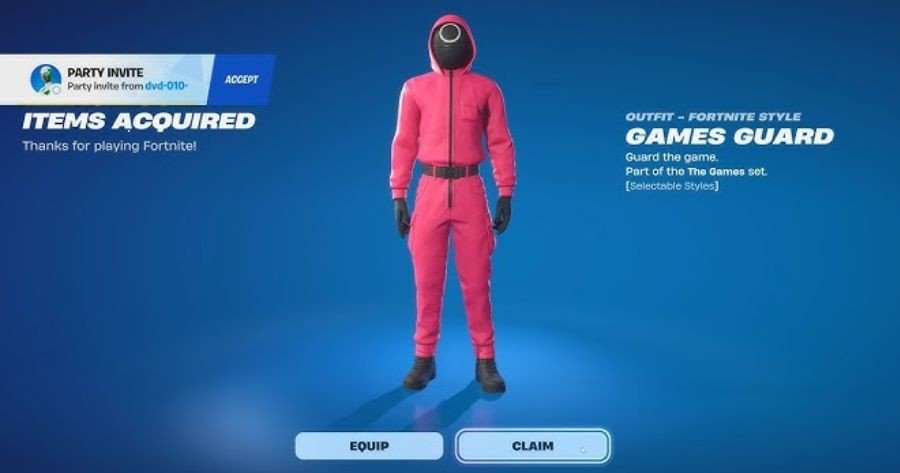 PARTY INVITE
Party invite from dvd-010-
ACCEPT
ITEMS ACQUIRED
Thanks for playing Fortnite!
OUTFIT - FORTNITE STYLE
GAMES GUARD
Guard the game.
Part of the The Games set.
[Selectable Styles]
EQUIP
CLAIM